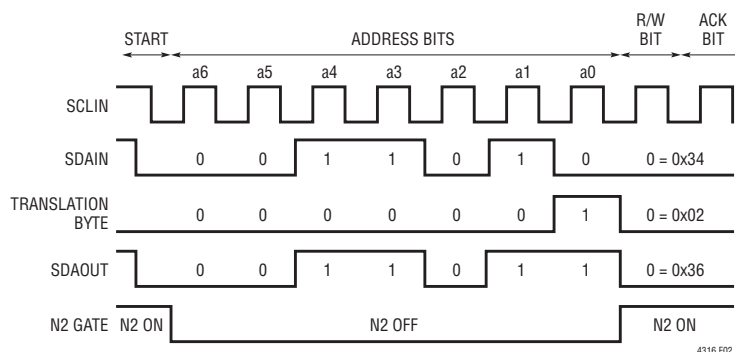 START ADDRESS BITS R/W BIT ACK BIT
a6 a5 a4 a3 a2 a1 a0
SCLIN
SDAIN 0 0 1 1 0 1 0 0 = 0x34
TRANSLATION BYTE 0 0 0 0 0 0 1 0 = 0x02
SDAOUT 0 0 1 1 0 1 1 0 = 0x36
N2 GATE N2 ON N2 OFF N2 ON
4316 F02